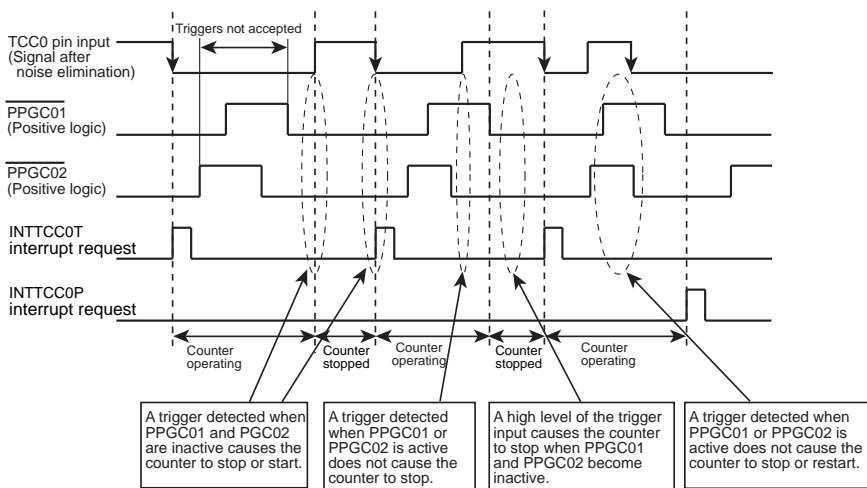 Triggers not accepted
TCC0 pin input
(Signal after
noise elimination)
PPGC01
(Positive logic)
PPGC02
(Positive logic)
INTTCC0T
interrupt request
INTTCC0P
interrupt request
Counter
operating
Counter
stopped
Counter
operating
Counter
stopped
Counter
operating
A trigger detected when
PPGC01 and PGC02
are inactive causes the
counter to stop or start.
A trigger detected
when PPGC01 or
PPGC02 is active
does not cause the
counter to stop.
A high level of the trigger
input causes the counter
to stop when PPGC01
and PPGC02 become
inactive.
A trigger detected when
PPGC01 or PPGC02 is
active does not cause the
counter to stop or restart.